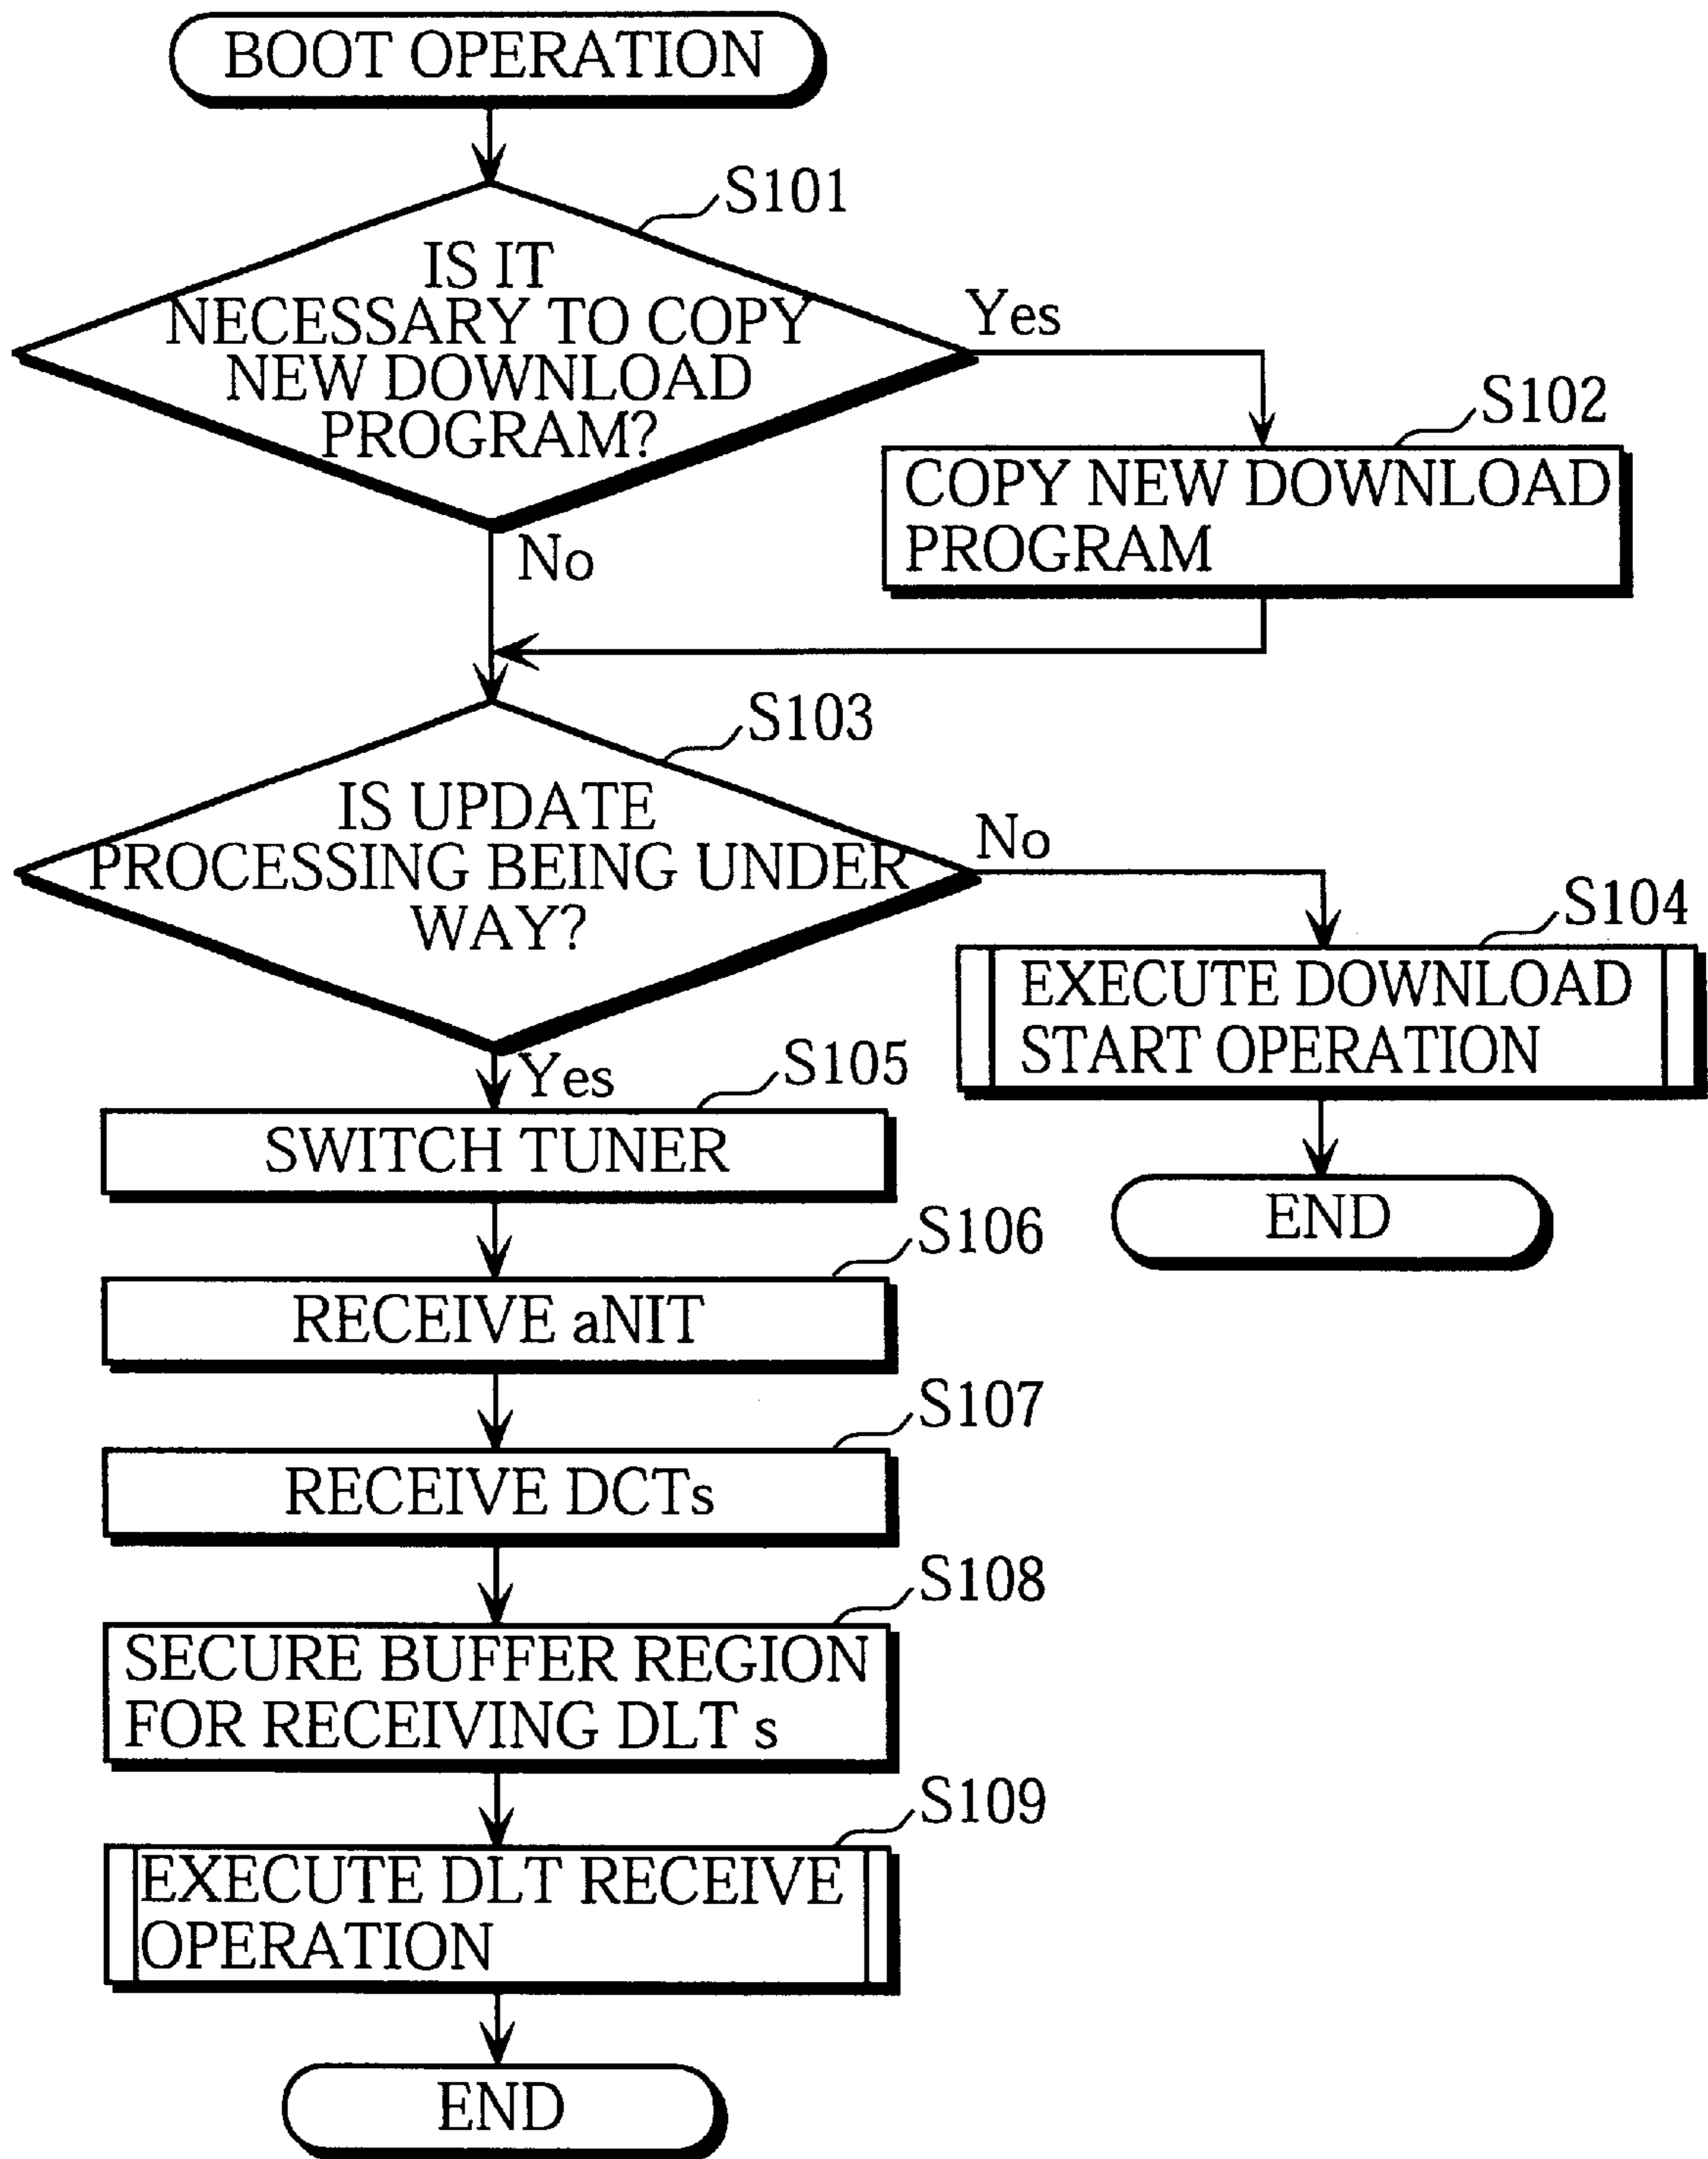 BOOT OPERATION
S101
IS IT
NECESSARY TO COPY
NEW DOWNLOAD
PROGRAM?
Yes
No
S102
COPY NEW DOWNLOAD
PROGRAM
S103
IS UPDATE
PROCESSING BEING UNDER
WAY?
No
Yes
S104
EXECUTE DOWNLOAD
START OPERATION
END
S105
SWITCH TUNER
S106
RECEIVE aNIT
S107
RECEIVE DCTs
S108
SECURE BUFFER REGION
FOR RECEIVING DLT s
S109
EXECUTE DLT RECEIVE
OPERATION
END